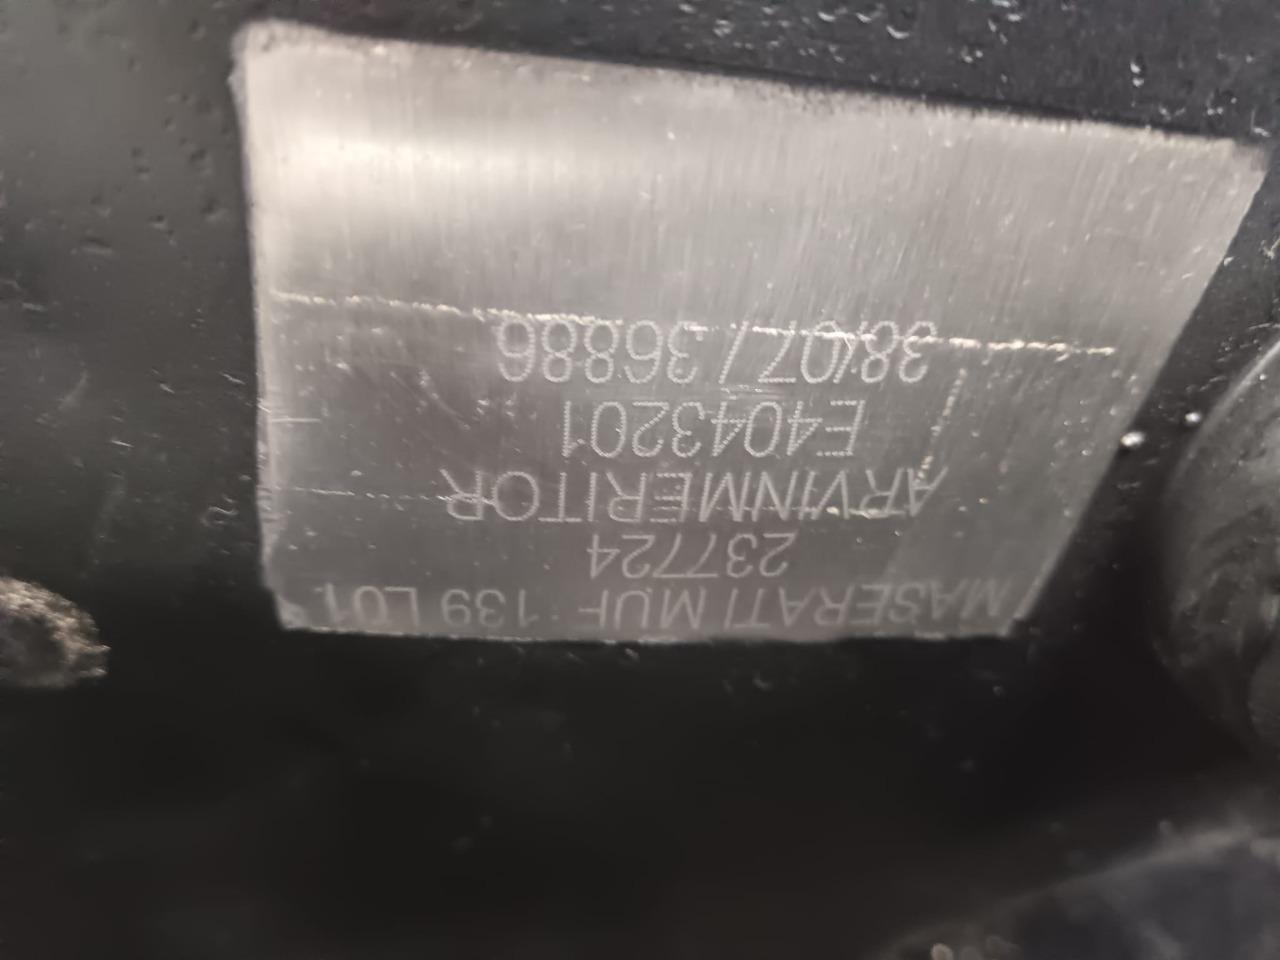 MASERATI MUF 139 L01
237724
ARVINMERITOR
E4043201
38/07 / 36886